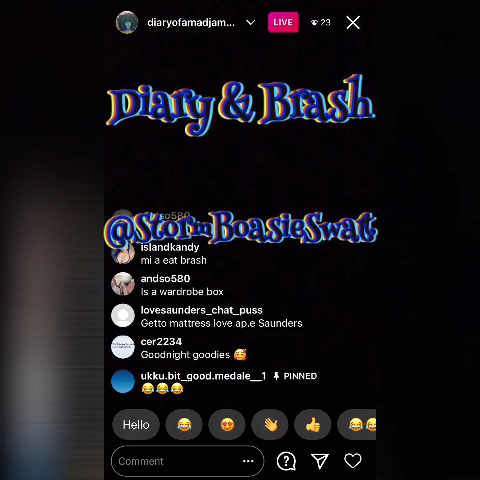 diaryofamadjam...
LIVE
23
Diary & Brash
so580
@StormBoasieSwat
islandkandy
mi a eat brash
andso580
Is a wardrobe box
lovesaunders_chat_puss
Getto mattress love ap,e Saunders
cer2234
Goodnight goodies 🥰
ukku.bit_good.medale__1 PINNED
😂😂😂
Hello 😂 😍 👋 👍 😂😂
Comment